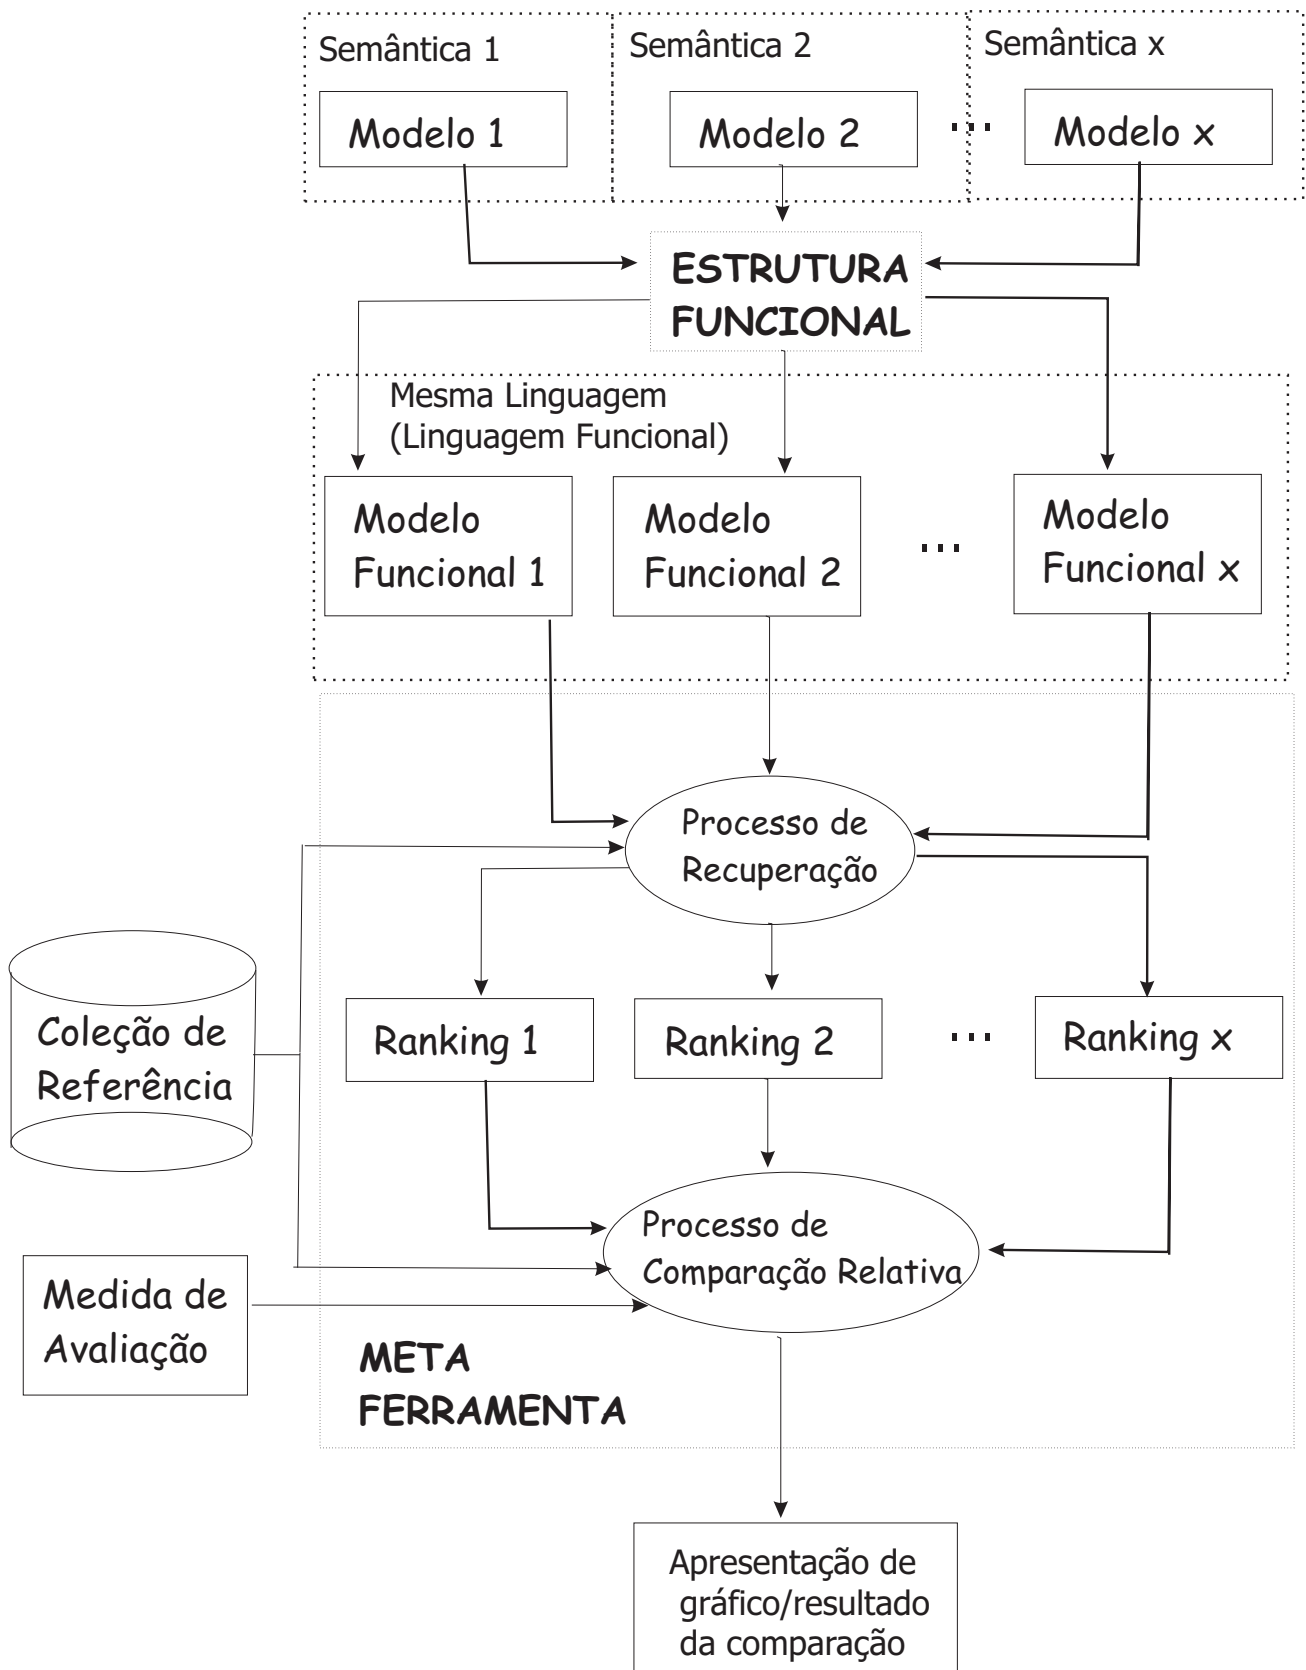 Semântica 1
Semântica 2
Semântica x
Modelo 1
Modelo 2
...
Modelo x
ESTRUTURA
FUNCIONAL
Mesma Linguagem
(Linguagem Funcional)
Modelo
Funcional 1
Modelo
Funcional 2
...
Modelo
Funcional x
Processo de
Recuperação
Coleção de
Referência
Ranking 1
Ranking 2
...
Ranking x
Processo de
Comparação Relativa
Medida de
Avaliação
META
FERRAMENTA
Apresentação de
gráfico/resultado
da comparação